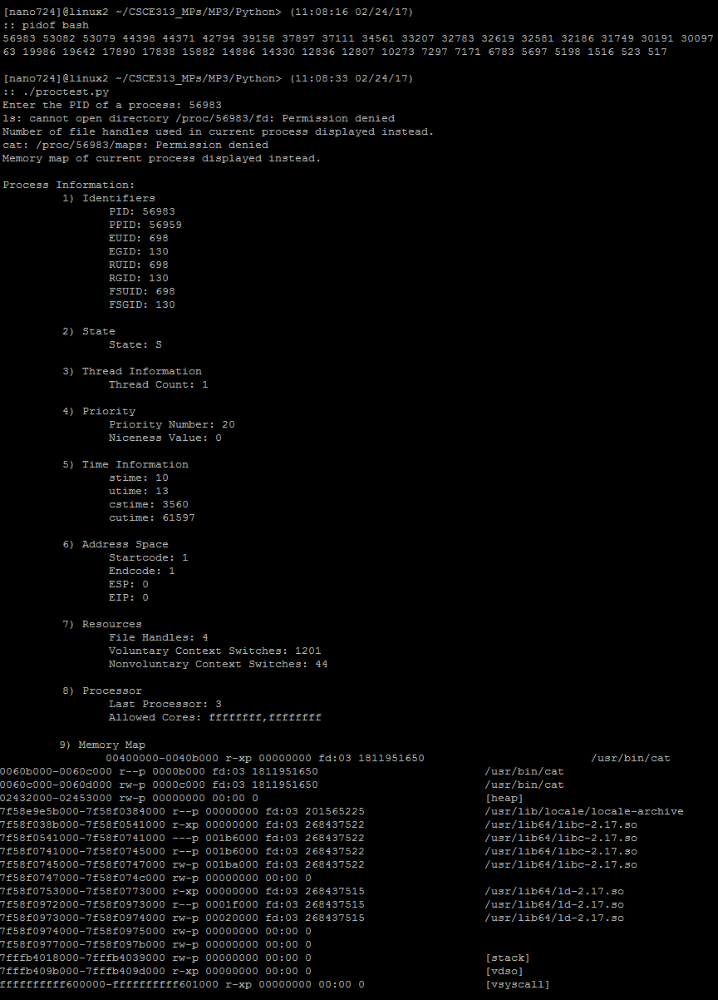 [nano724]@linux2 ~/CSCE313_MPs/MP3/Python> (11:08:16 02/24/17)
:: pidof bash
56983 53082 53079 44398 44371 42794 39158 37897 37111 34561 33207 32783 32619 32581 32186 31749 30191 30097
63 19986 19642 17890 17838 15882 14886 14330 12836 12807 10273 7297 7171 6783 5697 5198 1516 523 517
[nano724]@linux2 ~/CSCE313_MPs/MP3/Python> (11:08:33 02/24/17)
:: ./proctest.py
Enter the PID of a process: 56983
ls: cannot open directory /proc/56983/fd: Permission denied
Number of file handles used in current process displayed instead.
cat: /proc/56983/maps: Permission denied
Memory map of current process displayed instead.
Process Information:
1) Identifiers
PID: 56983
PPID: 56959
EUID: 698
EGID: 130
RUID: 698
RGID: 130
FSUID: 698
FSGID: 130
2) State
State: S
3) Thread Information
Thread Count: 1
4) Priority
Priority Number: 20
Niceness Value: 0
5) Time Information
stime: 10
utime: 13
cstime: 3560
cutime: 61597
6) Address Space
Startcode: 1
Endcode: 1
ESP: 0
EIP: 0
7) Resources
File Handles: 4
Voluntary Context Switches: 1201
Nonvoluntary Context Switches: 44
8) Processor
Last Processor: 3
Allowed Cores: ffffffff,ffffffff
9) Memory Map
00400000-0040b000 r-xp 00000000 fd:03 1811951650 /usr/bin/cat
0060b000-0060c000 r--p 0000b000 fd:03 1811951650 /usr/bin/cat
0060c000-0060d000 rw-p 0000c000 fd:03 1811951650 /usr/bin/cat
02432000-02453000 rw-p 00000000 00:00 0 [heap]
7f58e9e5b000-7f58f0384000 r--p 00000000 fd:03 201565225 /usr/lib/locale/locale-archive
7f58f038b000-7f58f0541000 r-xp 00000000 fd:03 268437522 /usr/lib64/libc-2.17.so
7f58f0541000-7f58f0741000 ---p 001b6000 fd:03 268437522 /usr/lib64/libc-2.17.so
7f58f0741000-7f58f0745000 r--p 001b6000 fd:03 268437522 /usr/lib64/libc-2.17.so
7f58f0745000-7f58f0747000 rw-p 001ba000 fd:03 268437522 /usr/lib64/libc-2.17.so
7f58f0747000-7f58f074c000 rw-p 00000000 00:00 0
7f58f0753000-7f58f0773000 r-xp 00000000 fd:03 268437515 /usr/lib64/ld-2.17.so
7f58f0972000-7f58f0973000 r--p 0001f000 fd:03 268437515 /usr/lib64/ld-2.17.so
7f58f0973000-7f58f0974000 rw-p 00020000 fd:03 268437515 /usr/lib64/ld-2.17.so
7f58f0974000-7f58f0975000 rw-p 00000000 00:00 0
7f58f0977000-7f58f097b000 rw-p 00000000 00:00 0
7fffb4018000-7fffb4039000 rw-p 00000000 00:00 0 [stack]
7fffb409b000-7fffb409d000 r-xp 00000000 00:00 0 [vdso]
ffffffffff600000-ffffffffff601000 r-xp 00000000 00:00 0 [vsyscall]